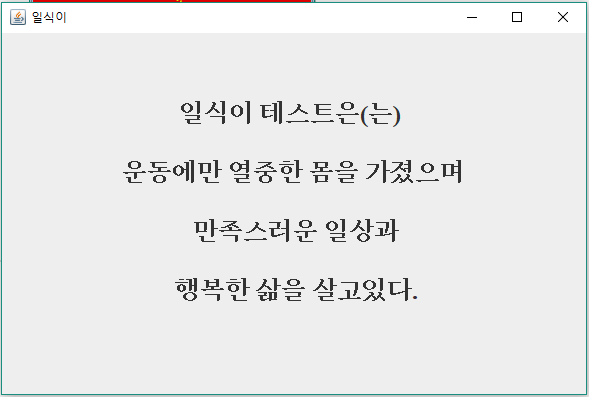 일식이
일식이 테스트은(는)
운동에만 열중한 몸을 가졌으며
만족스러운 일상과
행복한 삶을 살고있다.